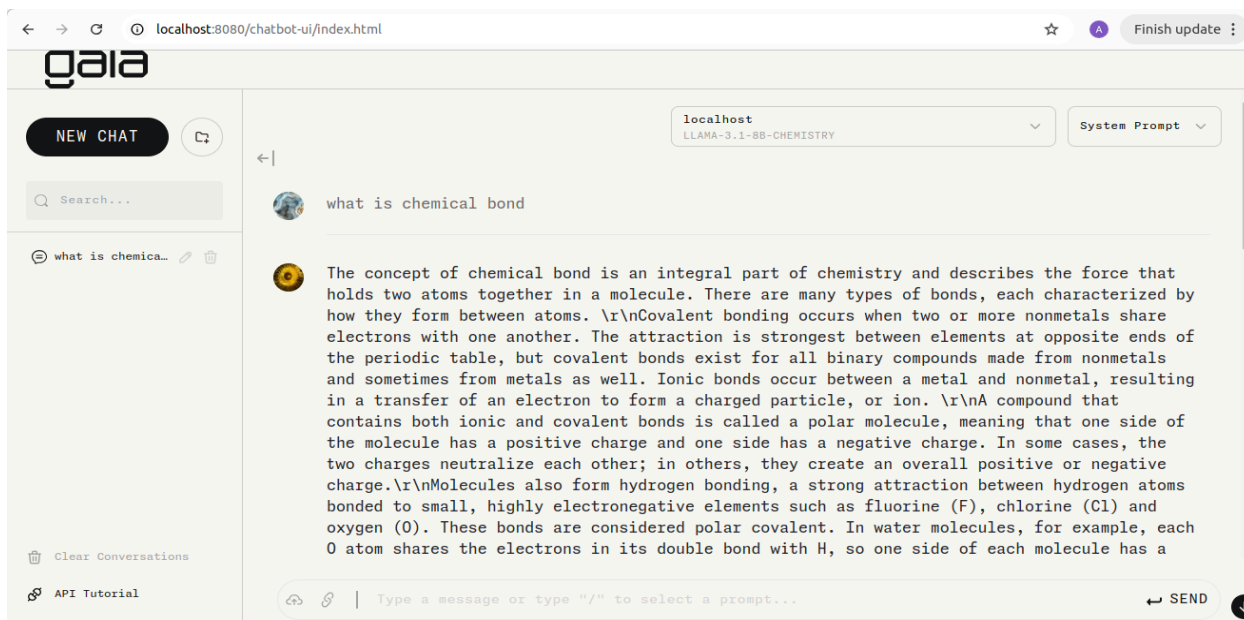 localhost:8080/chatbot-ui/index.html
A
Finish update
gaia
NEW CHAT
localhost
LLAMA-3.1-8B-CHEMISTRY
System Prompt
Search...
what is chemical bond
what is chemica…
The concept of chemical bond is an integral part of chemistry and describes the force that
holds two atoms together in a molecule. There are many types of bonds, each characterized by
how they form between atoms. \r\nCovalent bonding occurs when two or more nonmetals share
electrons with one another. The attraction is strongest between elements at opposite ends of
the periodic table, but covalent bonds exist for all binary compounds made from nonmetals
and sometimes from metals as well. Ionic bonds occur between a metal and nonmetal, resulting
in a transfer of an electron to form a charged particle, or ion. \r\nA compound that
contains both ionic and covalent bonds is called a polar molecule, meaning that one side of
the molecule has a positive charge and one side has a negative charge. In some cases, the
two charges neutralize each other; in others, they create an overall positive or negative
charge.\r\nMolecules also form hydrogen bonding, a strong attraction between hydrogen atoms
bonded to small, highly electronegative elements such as fluorine (F), chlorine (Cl) and
oxygen (O). These bonds are considered polar covalent. In water molecules, for example, each
O atom shares the electrons in its double bond with H, so one side of each molecule has a
Clear Conversations
API Tutorial
Type a message or type "/" to select a prompt...
SEND